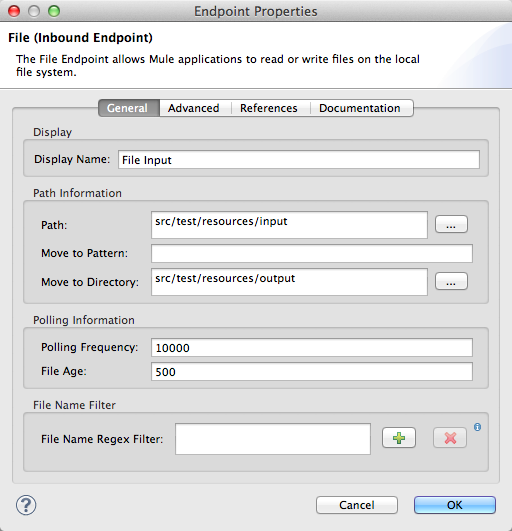 Endpoint Properties
File (Inbound Endpoint)
The File Endpoint allows Mule applications to read or write files on the local
file system.
General Advanced References Documentation
Display
Display Name: File Input
Path Information
Path: src/test/resources/input ...
Move to Pattern:
Move to Directory: src/test/resources/output ...
Polling Information
Polling Frequency: 10000
File Age: 500
File Name Filter
File Name Regex Filter:
Cancel OK